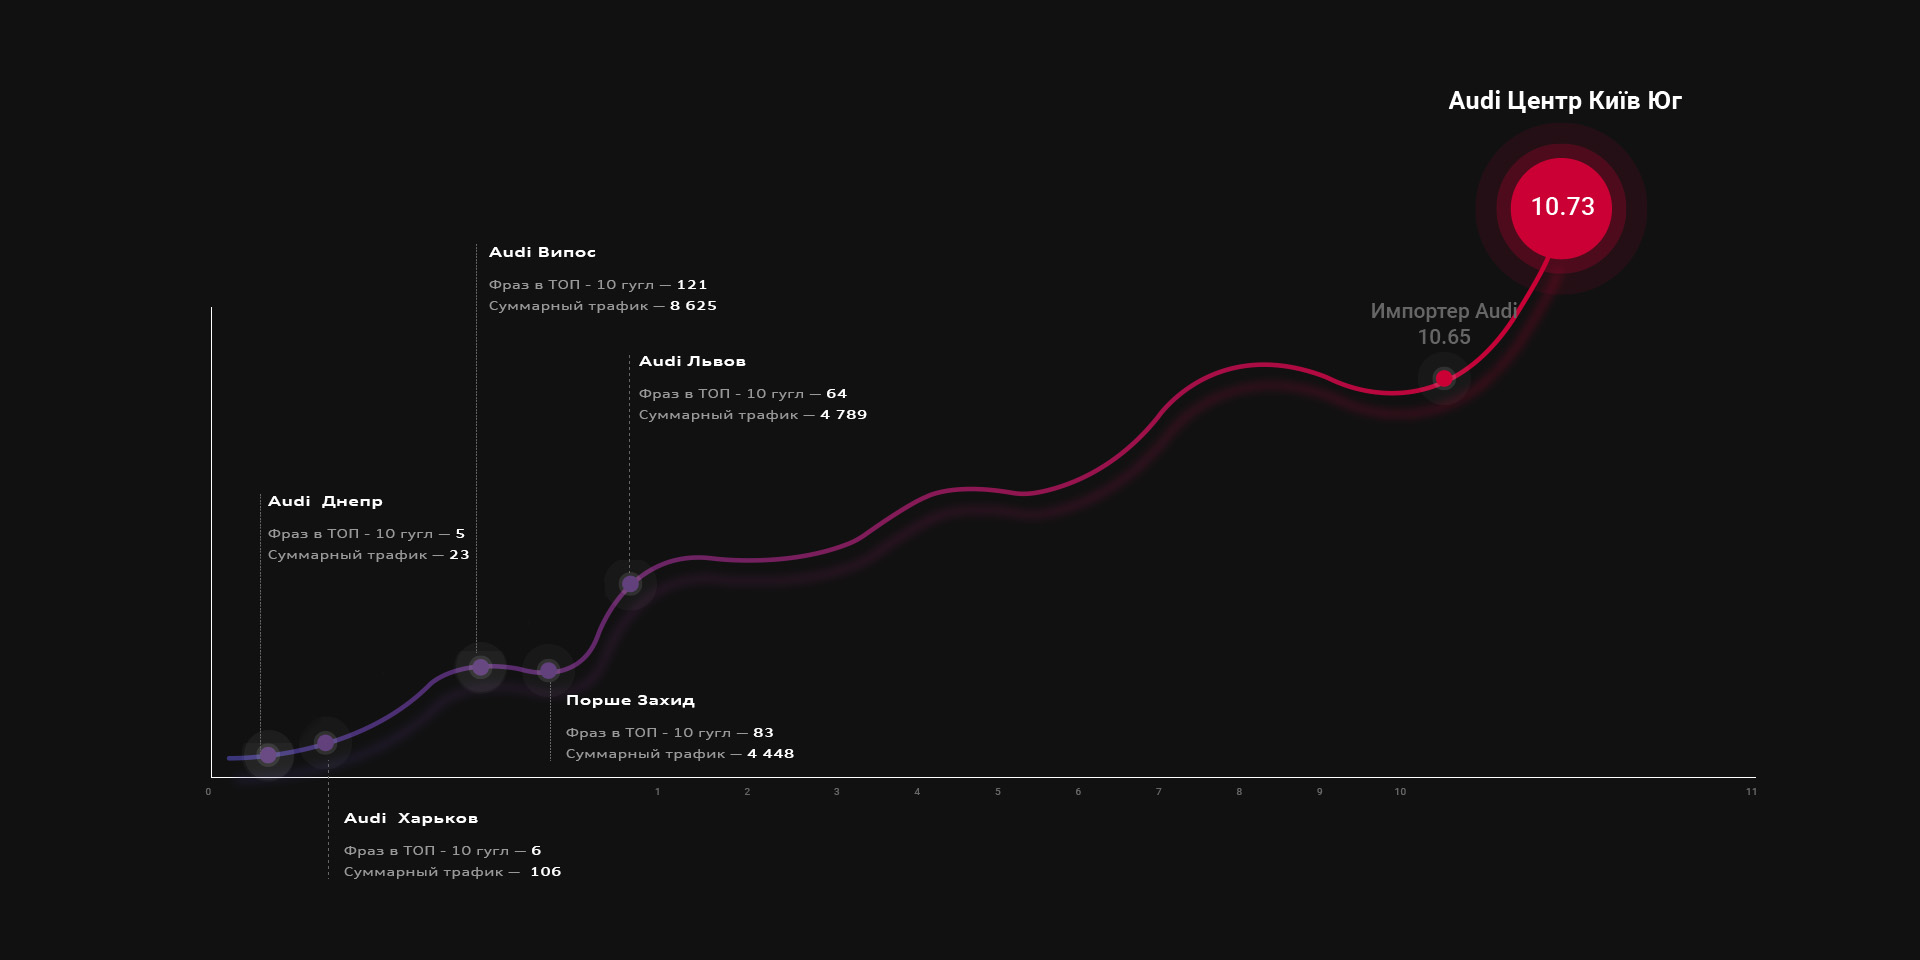 Audi Центр Київ Юг
10.73
Audi Випос
Фраз в ТОП - 10 гугл — 121
Суммарный трафик — 8 625
Импортер Audi
10.65
Audi Львов
Фраз в ТОП - 10 гугл — 64
Суммарный трафик — 4 789
Audi Днепр
Фраз в ТОП - 10 гугл — 5
Суммарный трафик — 23
Порше Захид
Фраз в ТОП - 10 гугл — 83
Суммарный трафик — 4 448
0 1 2 3 4 5 6 7 8 9 10 11
Audi Харьков
Фраз в ТОП - 10 гугл — 6
Суммарный трафик — 106